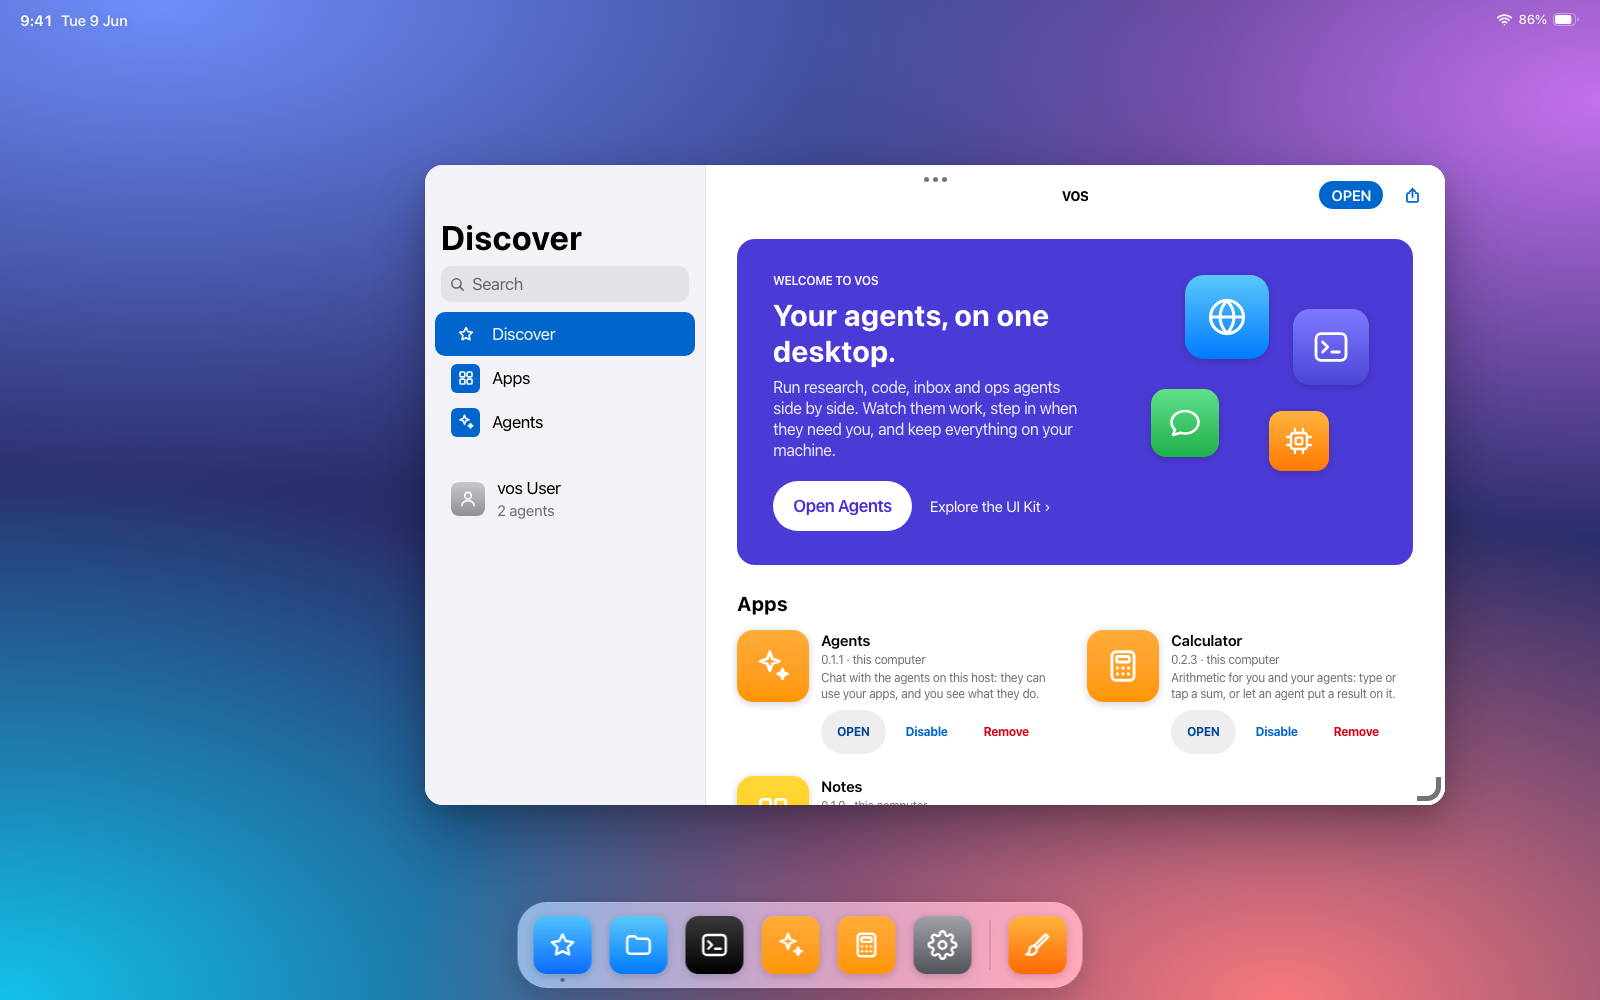 9:41 Tue 9 Jun
86%
Discover
Search
Discover
Apps
Agents
vos User
2 agents
vos
OPEN
WELCOME TO VOS
Your agents, on one
desktop.
Run research, code, inbox and ops agents
side by side. Watch them work, step in when
they need you, and keep everything on your
machine.
Open Agents
Explore the UI Kit ›
Apps
Agents
0.1.1 · this computer
Chat with the agents on this host: they can
use your apps, and you see what they do.
OPEN Disable Remove
Calculator
0.2.3 · this computer
Arithmetic for you and your agents: type or
tap a sum, or let an agent put a result on it.
OPEN Disable Remove
Notes
this computer